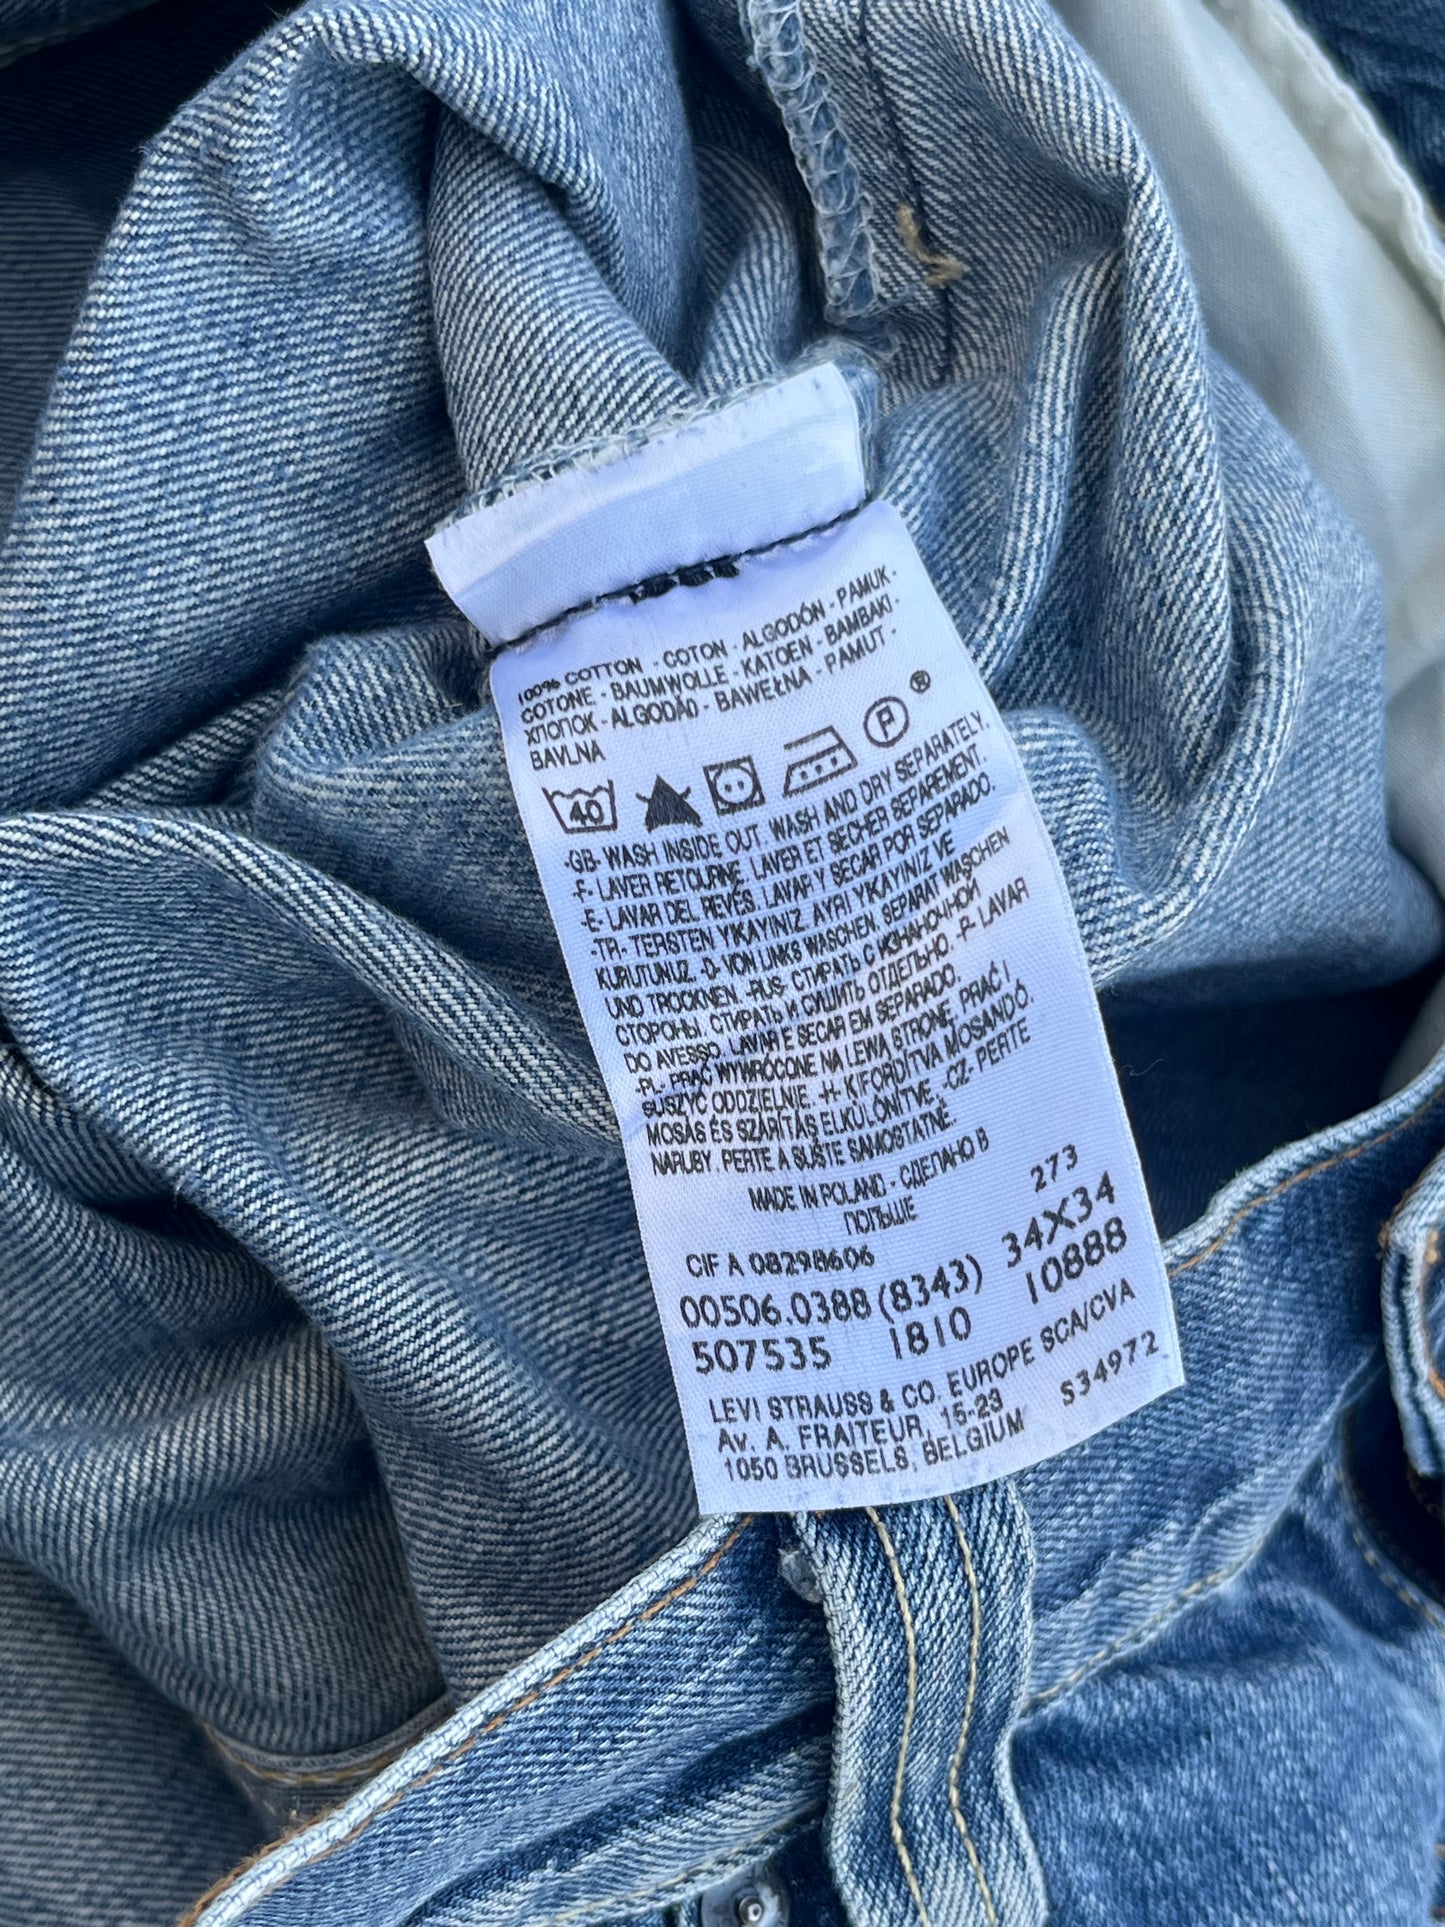 100% COTTON - COTON - ALGODÓN - PAMUK -
COTONE - BAUMWOLLE - KATOEN - BAMBAKI -
ХЛОПОК - ALGODÃO - BAWEŁNA - PAMUT -
BAVLNA
40 P ®
-GB- WASH INSIDE OUT. WASH AND DRY SEPARATELY.
-F- LAVER RETOURNE. LAVER ET SECHER SEPAREMENT.
-E- LAVAR DEL REVÉS. LAVAR Y SECAR POR SEPARADO.
-TR- TERSTEN YIKAYINIZ. AYRI YIKAYINIZ VE
KURUTUNUZ. -D- VON LINKS WASCHEN. SEPARAT WASCHEN
UND TROCKNEN. -RUS- СТИРАТЬ С ИЗНАНОЧНОЙ
СТОРОНЫ. СТИРАТЬ И СУШИТЬ ОТДЕЛЬНО. -P- LAVAR
DO AVESSO. LAVAR E SECAR EM SEPARADO.
-PL- PRAĆ WYWRÓCONE NA LEWĄ STRONĘ, PRAĆ I
SUSZYĆ ODDZIELNIE. -H- KIFORDÍTVA MOSANDÓ.
MOSÁS ÉS SZÁRÍTÁS ELKÜLÖNÍTVE. -CZ- PERTE
NARUBY. PERTE A SUŠTE SAMOSTATNĚ.
MADE IN POLAND - СДЕЛАНО В
ПОЛЬШЕ
273
CIF A 08298606 34X34
00506.0388 (8343) 10888
507535 1810
LEVI STRAUSS & CO. EUROPE SCA/CVA
AV. A. FRAITEUR, 15-23
1050 BRUSSELS, BELGIUM S34972